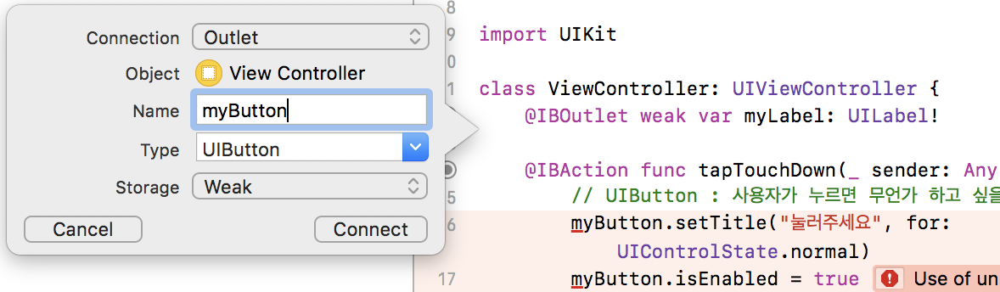 Connection Outlet
Object View Controller
Name myButton
Type UIButton
Storage Weak
Cancel Connect
8
9 import UIKit
0
1 class ViewController: UIViewController {
@IBOutlet weak var myLabel: UILabel!
@IBAction func tapTouchDown(_ sender: Any
5 // UIButton : 사용자가 누르면 무언가 하고 싶을
6 myButton.setTitle("눌러주세요", for:
UIControlState.normal)
17 myButton.isEnabled = true Use of un